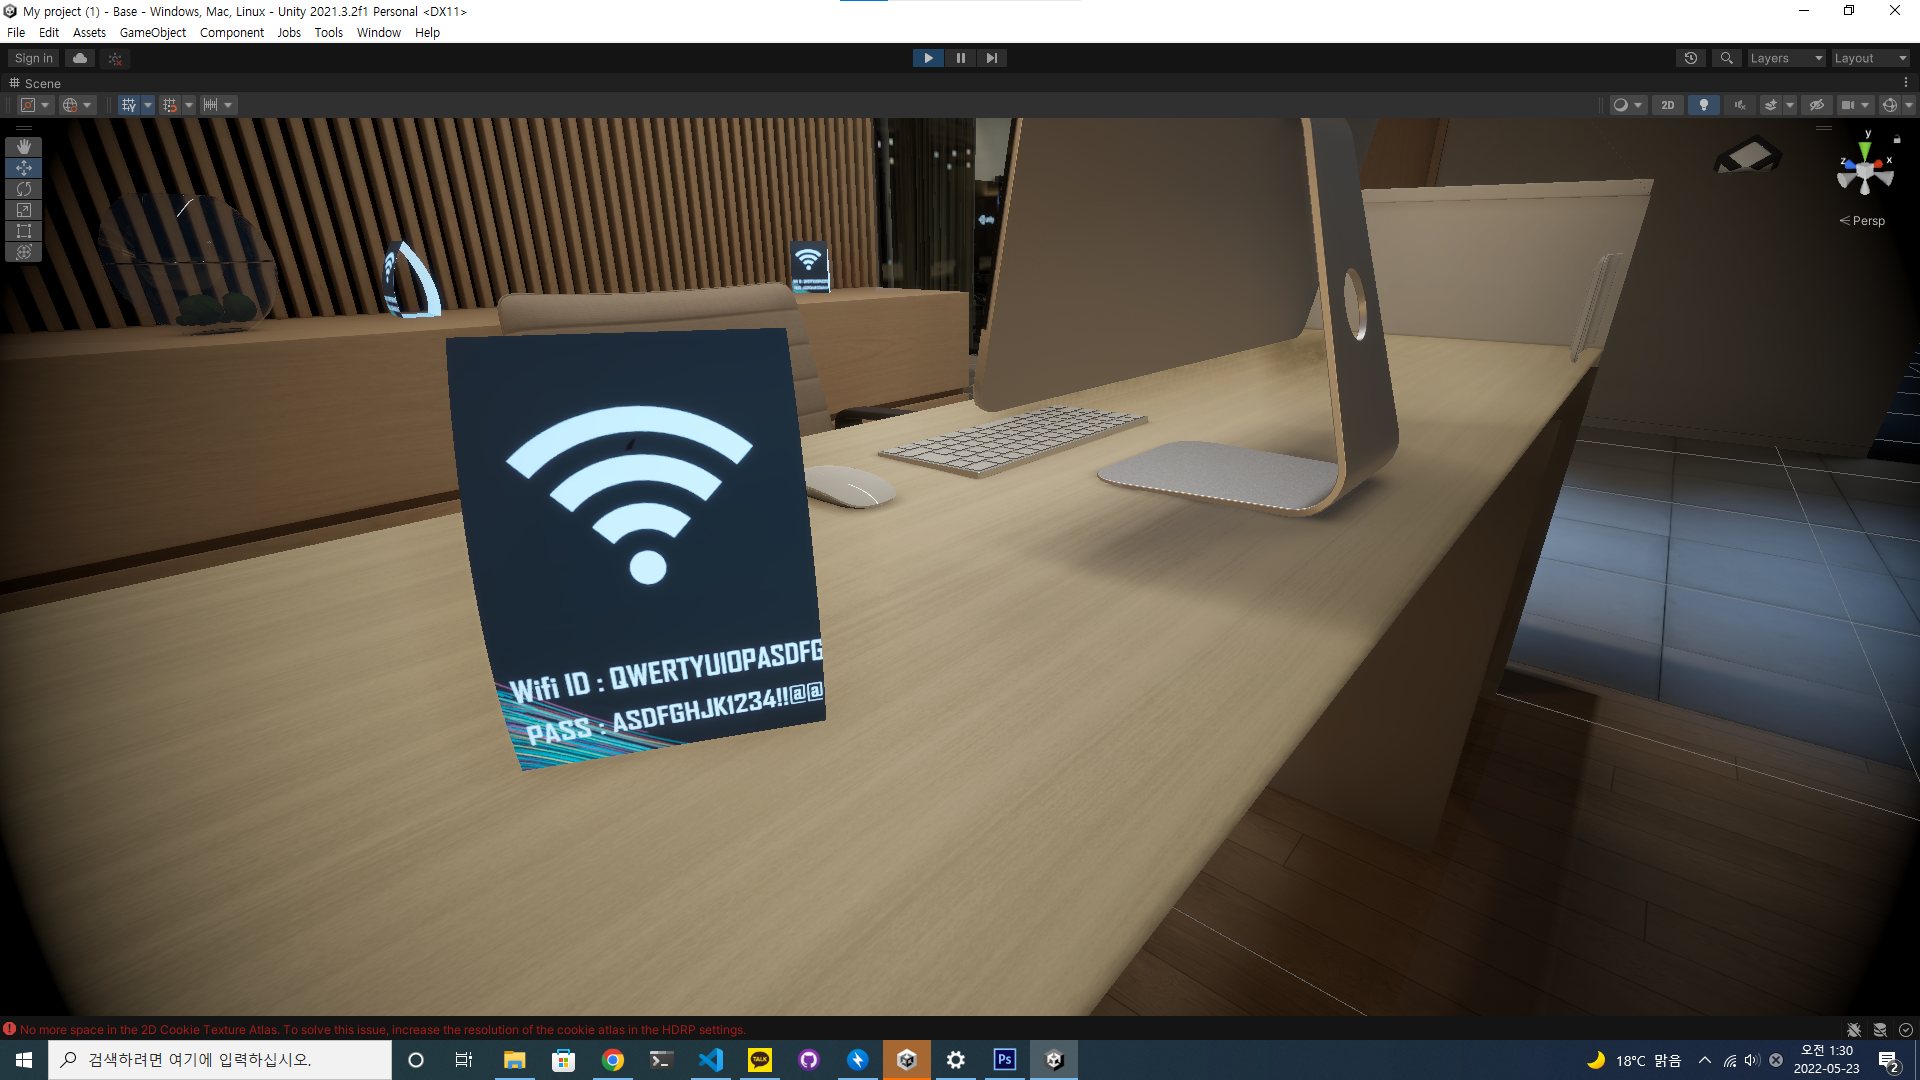 My project (1) - Base - Windows, Mac, Linux - Unity 2021.3.2f1 Personal <DX11>
File Edit Assets GameObject Component Jobs Tools Window Help
Sign in
Layers
Layout
Scene
2D
y
z
x
Persp
Wifi ID : QWERTYUIOPASDFG
PASS : ASDFGHJK1234!!@@
No more space in the 2D Cookie Texture Atlas. To solve this issue, increase the resolution of the cookie atlas in the HDRP settings.
검색하려면 여기에 입력하십시오.
TALK
Ps
18°C 맑음
오전 1:30
2022-05-23
2